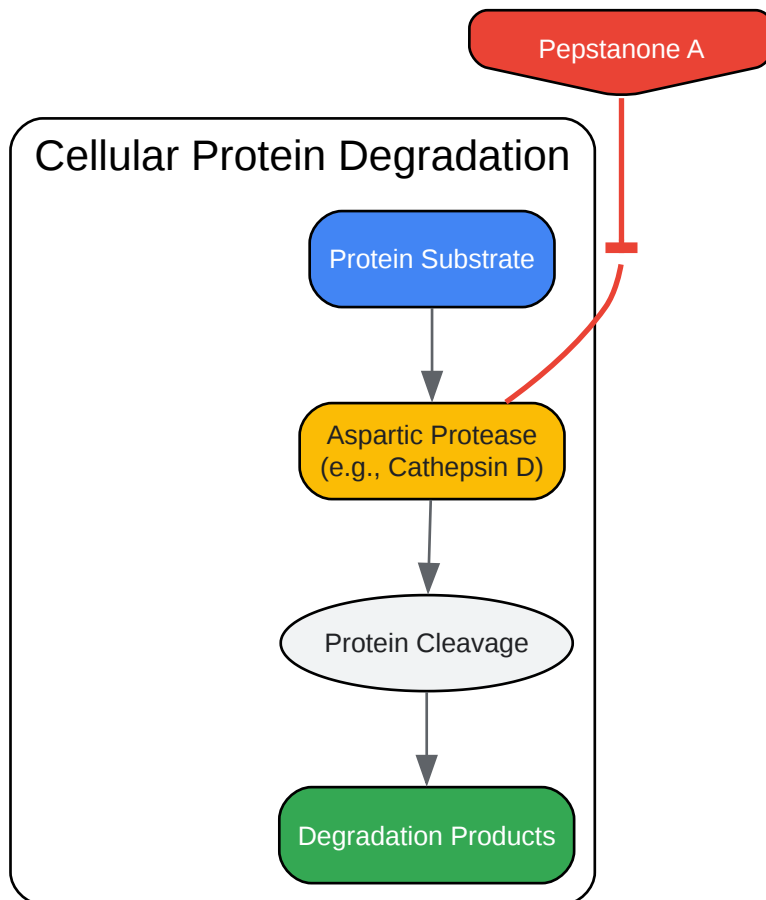 Pepstanone A
Cellular Protein Degradation
Protein Substrate
Aspartic Protease
(e.g., Cathepsin D)
Protein Cleavage
Degradation Products